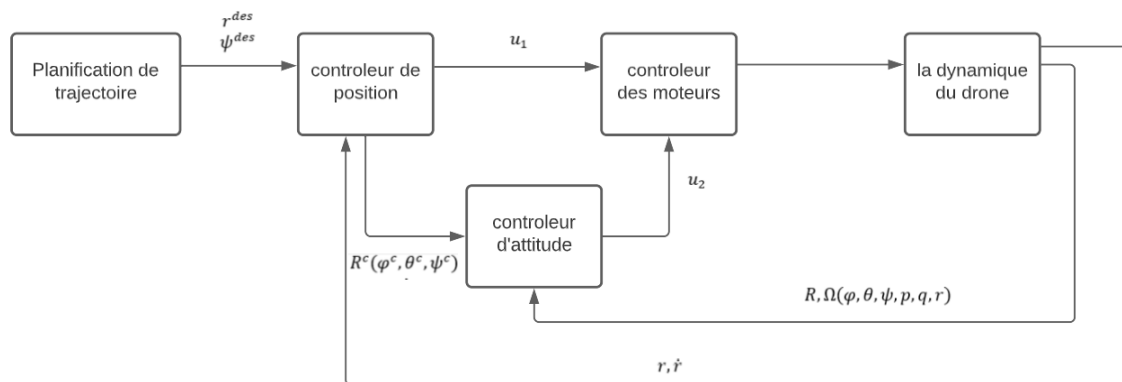 r^des
ψ^des
Planification de
trajectoire
controleur de
position
u₁
controleur
des moteurs
la dynamique
du drone
u₂
controleur
d'attitude
R^c(φ^c, θ^c, ψ^c)
R, Ω(φ, θ, ψ, p, q, r)
r, ṙ